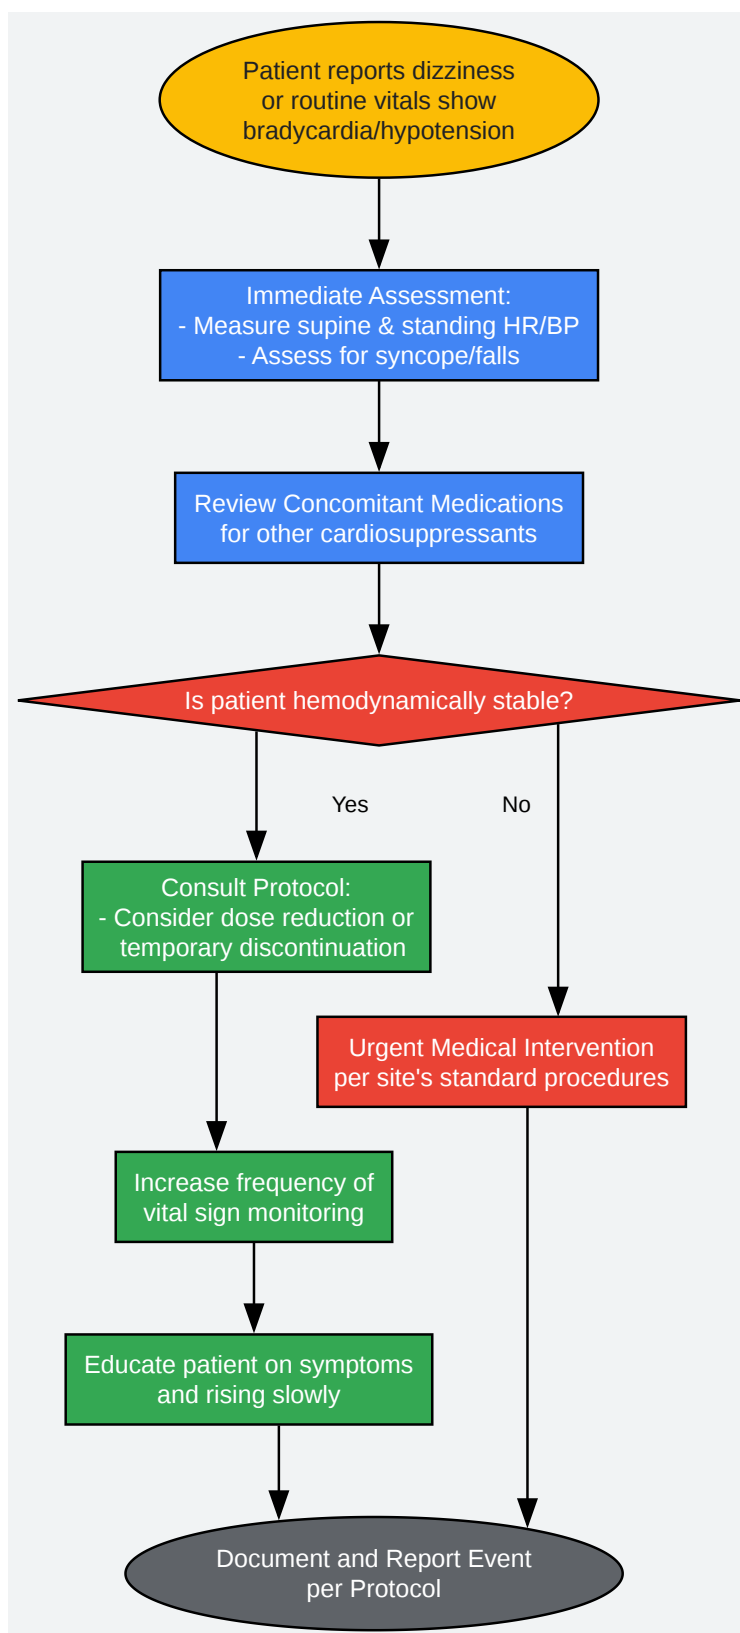 Patient reports dizziness
or routine vitals show
bradycardia/hypotension
Immediate Assessment:
- Measure supine & standing HR/BP
- Assess for syncope/falls
Review Concomitant Medications
for other cardiosuppressants
Is patient hemodynamically stable?
Yes
No
Consult Protocol:
- Consider dose reduction or
temporary discontinuation
Urgent Medical Intervention
per site's standard procedures
Increase frequency of
vital sign monitoring
Educate patient on symptoms
and rising slowly
Document and Report Event
per Protocol